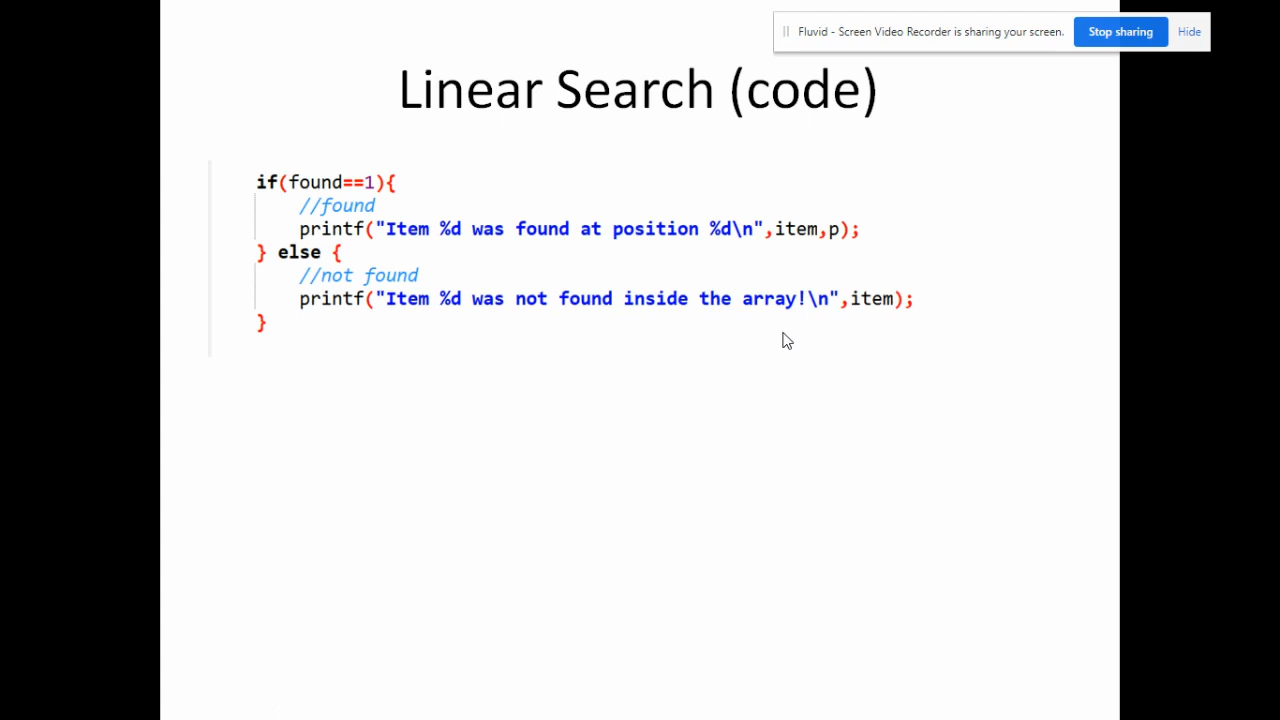 Fluvid - Screen Video Recorder is sharing your screen. Stop sharing Hide
Linear Search (code)
if(found==1){
//found
printf("Item %d was found at position %d\n",item,p);
} else {
//not found
printf("Item %d was not found inside the array!\n",item);
}